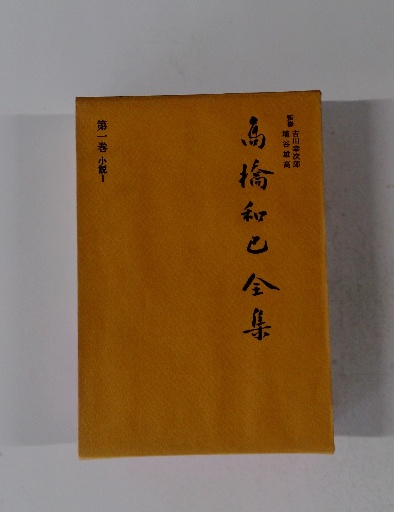 監修 吉川幸次郎
埴谷雄高
高橋和巳全集
第一巻 小説1